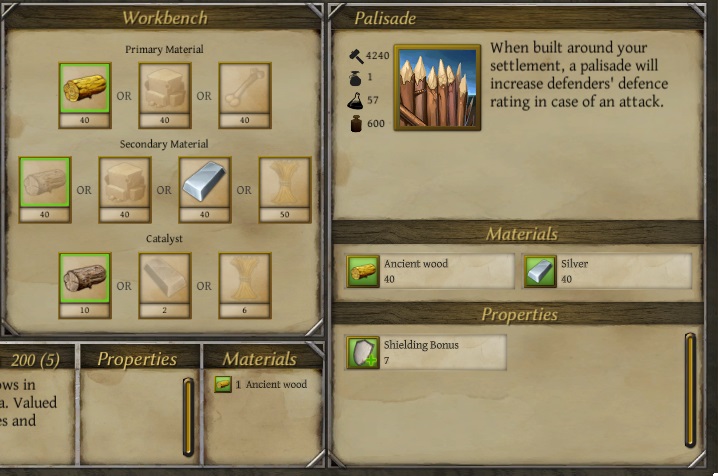 Workbench
Primary Material
OR OR
40 40 40
Secondary Material
OR OR OR
40 40 40 50
Catalyst
OR OR
10 2 6
200 (5)
ows in
a. Valued
es and
Properties
Materials
1 Ancient wood
Palisade
4240
1
57
600
When built around your
settlement, a palisade will
increase defenders' defence
rating in case of an attack.
Materials
Ancient wood
40
Silver
40
Properties
Shielding Bonus
7